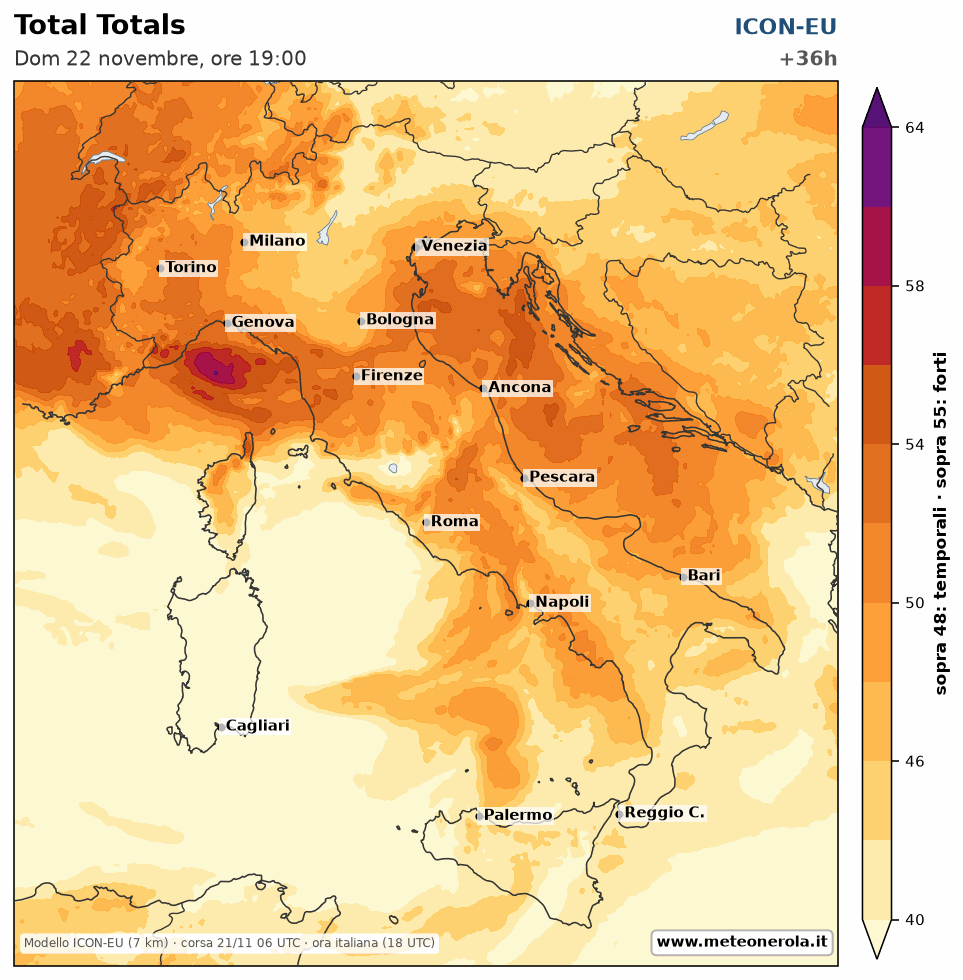 Total Totals
ICON-EU
Dom 22 novembre, ore 19:00
+36h
Milano
Venezia
Torino
Genova
Bologna
Firenze
Ancona
Pescara
Roma
Bari
Napoli
Cagliari
Palermo
Reggio C.
64
58
54
50
46
40
sopra 48: temporali · sopra 55: forti
Modello ICON-EU (7 km) · corsa 21/11 06 UTC · ora italiana (18 UTC)
www.meteonerola.it